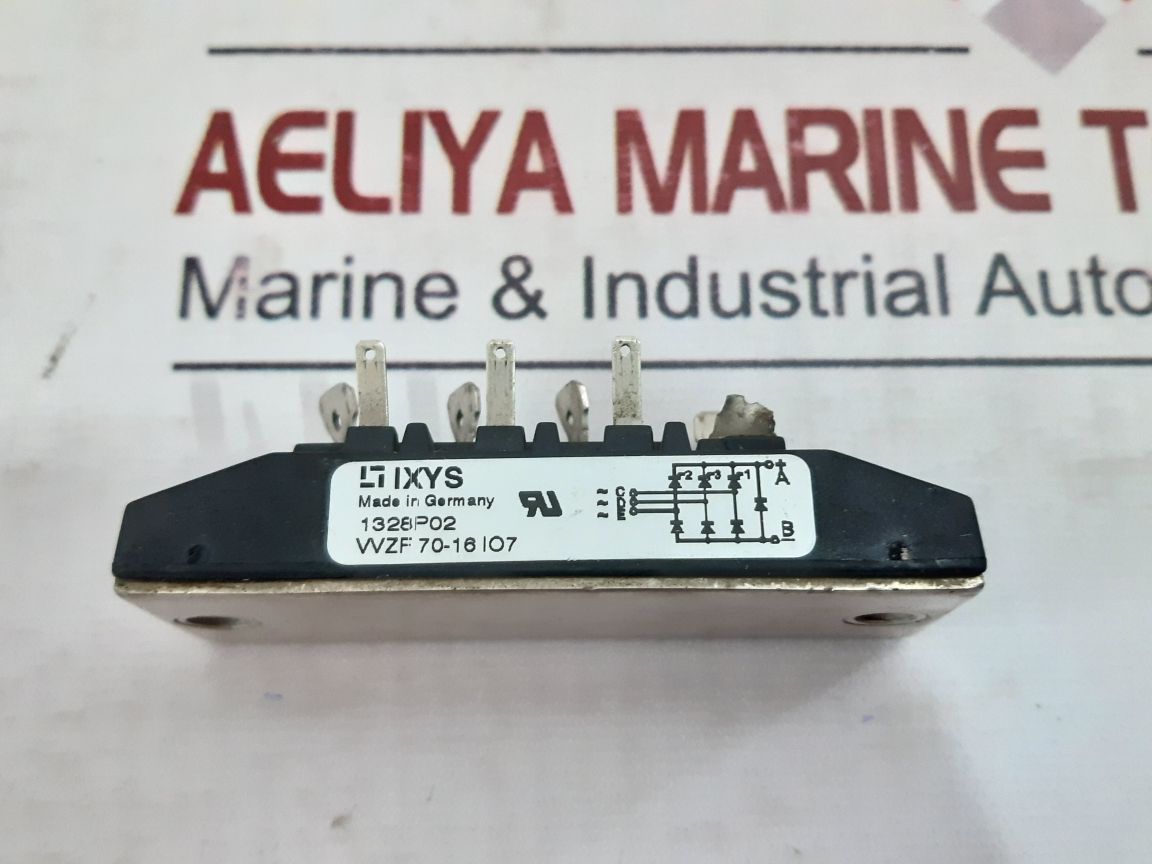 AELIYA MARINE T
Marine & Industrial Auto
IXYS
Made in Germany
1328P02
VVZF 70-16 IO7
~ C
~ D
~ E
2 3 1
+
A
B
–